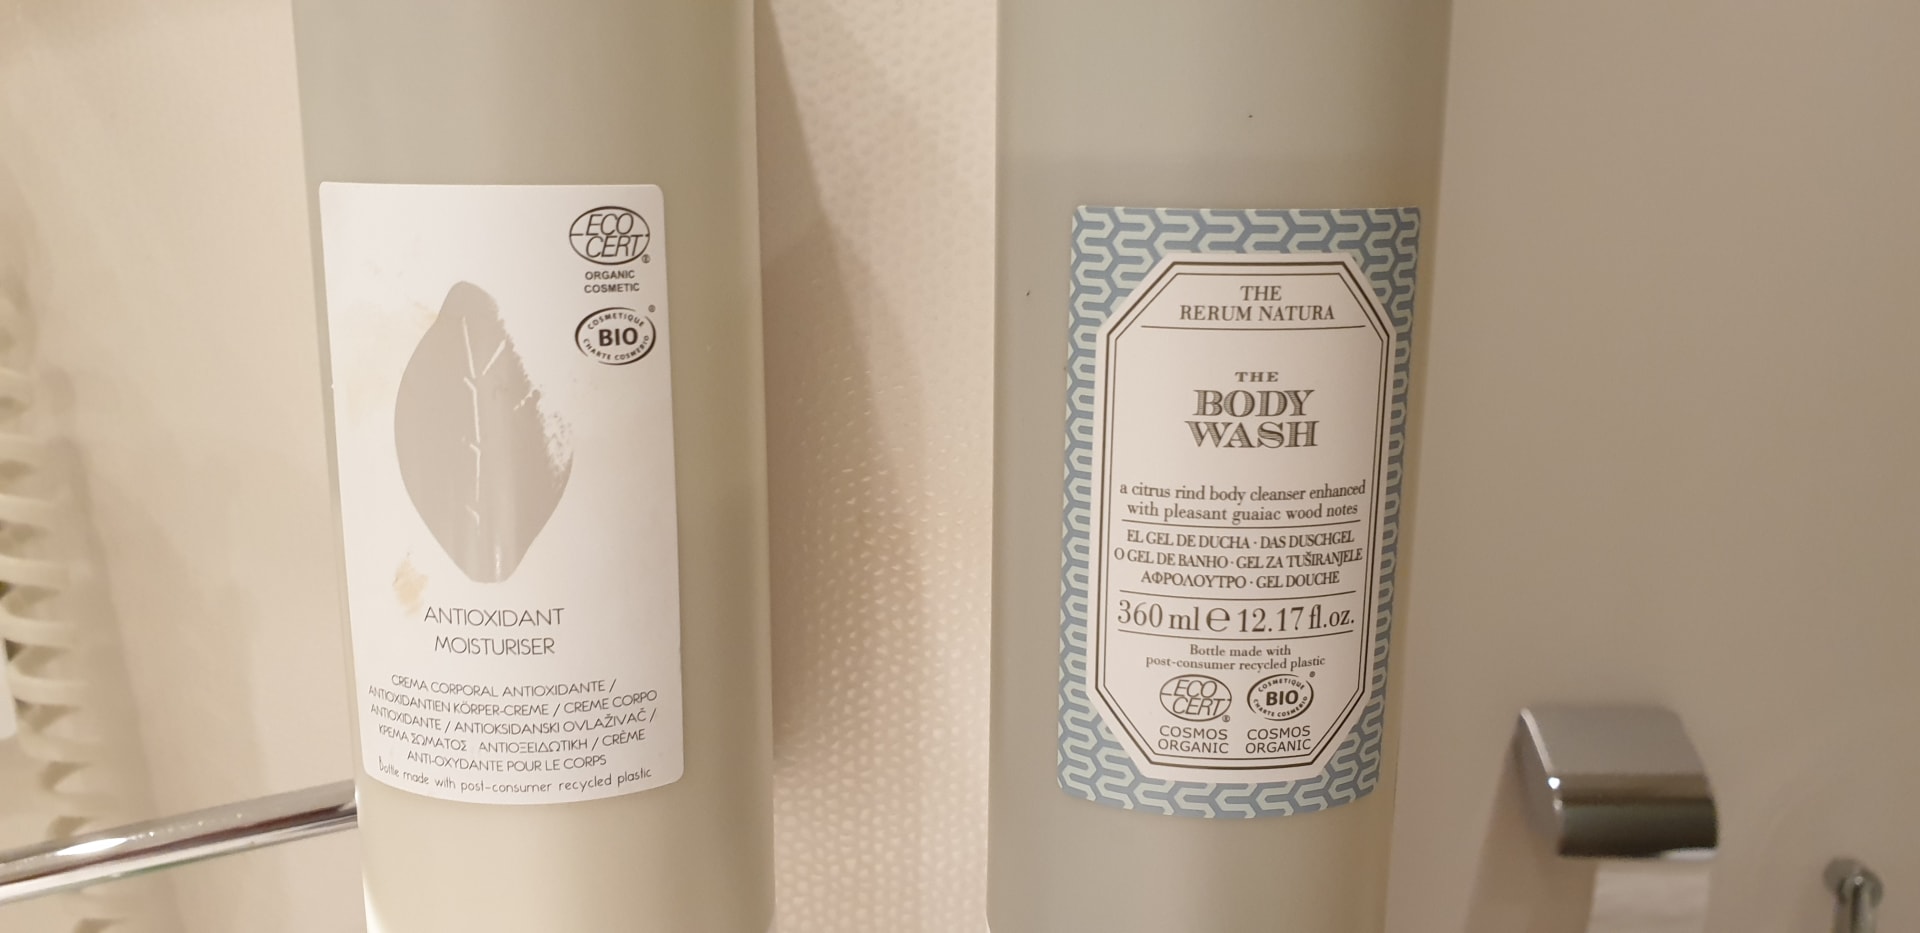 ECO
CERT®
ORGANIC
COSMETIC
COSMETIQUE ®
BIO
CHARTE COSMEBIO
ANTIOXIDANT
MOISTURISER
CREMA CORPORAL ANTIOXIDANTE /
ANTIOXIDANTIEN KÖRPER-CREME / CREME CORPO
ANTIOXIDANTE / ANTIOKSIDANSKI OVLAŽIVAČ /
ΚΡΕΜΑ ΣΩΜΑΤΟΣ ΑΝΤΙΟΞΕΙΔΩΤΙΚΗ / CRÈME
ANTI-OXYDANTE POUR LE CORPS
Bottle made with post-consumer recycled plastic
THE
RERUM NATURA
THE
BODY
WASH
a citrus rind body cleanser enhanced
with pleasant guaiac wood notes
EL GEL DE DUCHA · DAS DUSCHGEL
O GEL DE BANHO · GEL ZA TUŠIRANJELE
ΑΦΡΟΛΟΥΤΡΟ · GEL DOUCHE
360 ml ℮ 12.17 fl.oz.
Bottle made with
post-consumer recycled plastic
ECO
CERT®
COSMOS
ORGANIC
COSMETIQUE ®
BIO
CHARTE COSMEBIO
COSMOS
ORGANIC